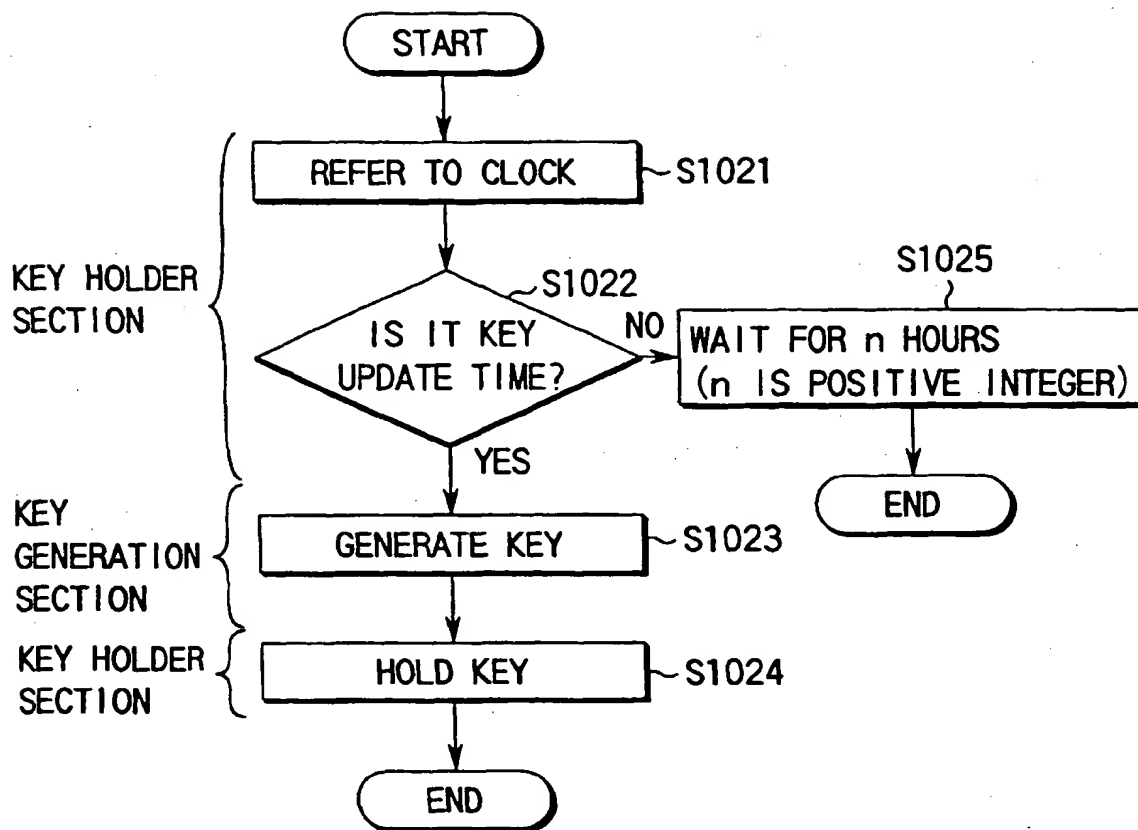 START
REFER TO CLOCK
S1021
KEY HOLDER
SECTION
S1022
IS IT KEY
UPDATE TIME?
NO
S1025
WAIT FOR n HOURS
(n IS POSITIVE INTEGER)
END
YES
KEY
GENERATION
SECTION
GENERATE KEY
S1023
KEY HOLDER
SECTION
HOLD KEY
S1024
END